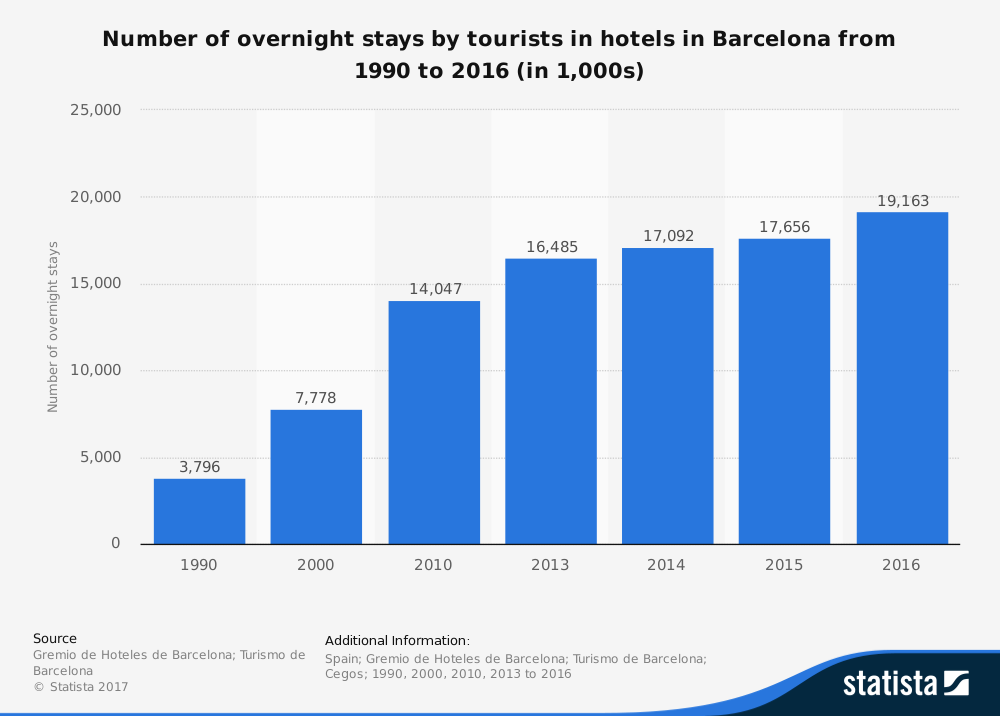 Number of overnight stays by tourists in hotels in Barcelona from
1990 to 2016 (in 1,000s)
Number of overnight stays
25,000
20,000
15,000
10,000
5,000
0
3,796
7,778
14,047
16,485
17,092
17,656
19,163
1990
2000
2010
2013
2014
2015
2016
Source
Gremio de Hoteles de Barcelona; Turismo de
Barcelona
© Statista 2017
Additional Information:
Spain; Gremio de Hoteles de Barcelona; Turismo de Barcelona;
Cegos; 1990, 2000, 2010, 2013 to 2016
statista